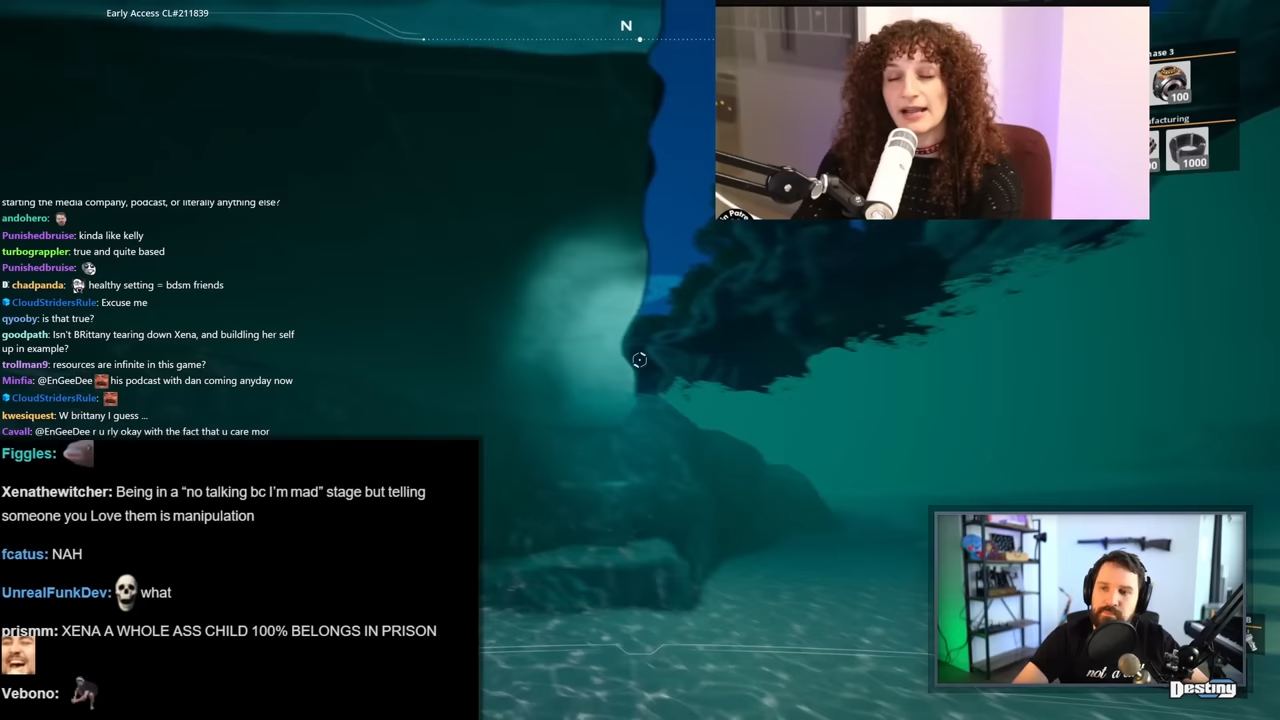 Early Access CL#211839
N
hase 3
100
ufacturing
1000
starting the media company, podcast, or literally anything else?
andohero:
Punishedbruise: kinda like kelly
turbograppler: true and quite based
Punishedbruise:
chadpanda: healthy setting = bdsm friends
CloudStridersRule: Excuse me
qyooby: is that true?
goodpath: Isn't BRittany tearing down Xena, and buildling her self
up in example?
trollman9: resources are infinite in this game?
Minfia: @EnGeeDee his podcast with dan coming anyday now
CloudStridersRule:
kwesiquest: W brittany I guess ...
Cavall: @EnGeeDee r u rly okay with the fact that u care mor
Figgles:
Xenathewitcher: Being in a “no talking bc I’m mad” stage but telling
someone you Love them is manipulation
fcatus: NAH
UnrealFunkDev: what
prismm: XENA A WHOLE ASS CHILD 100% BELONGS IN PRISON
Vebono:
not a
Destiny